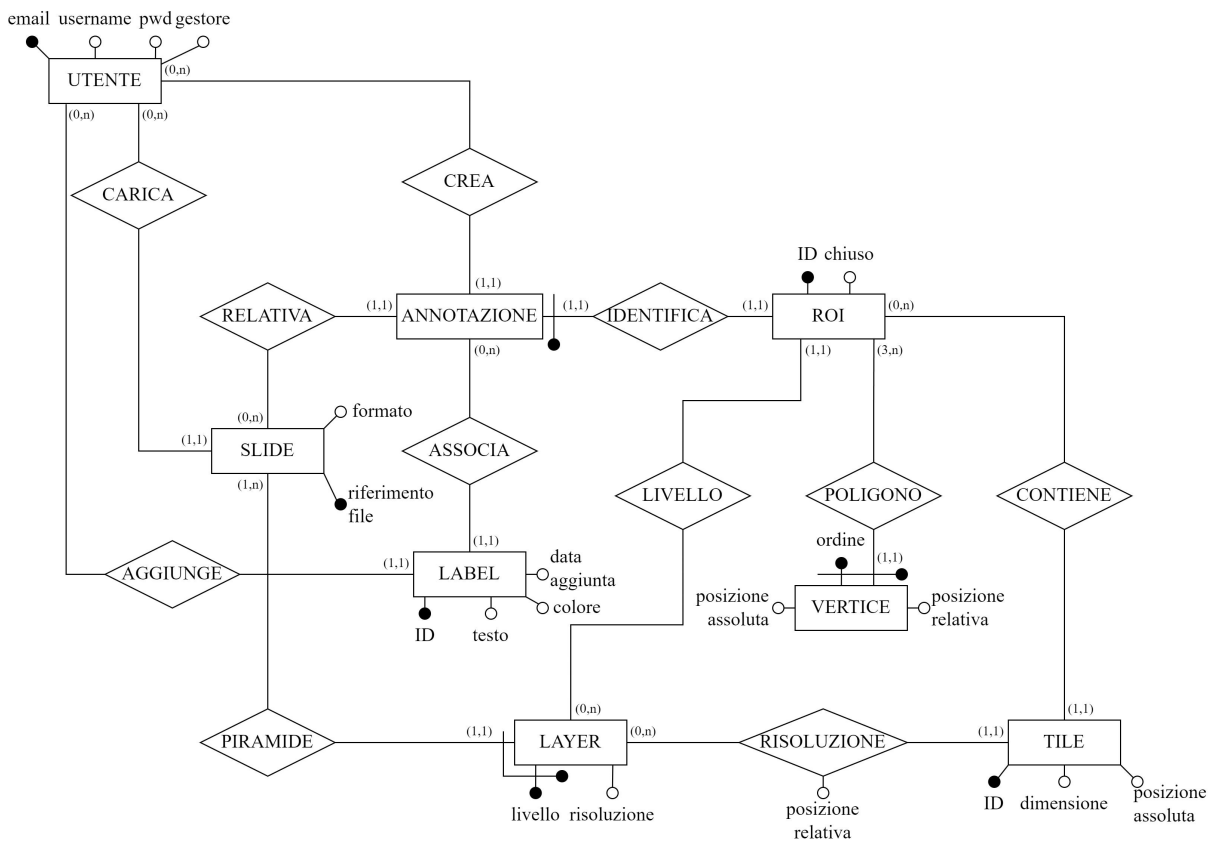 email username pwd gestore
UTENTE
(0,n)
(0,n)
(0,n)
CARICA
CREA
(1,1)
RELATIVA
(1,1)
ANNOTAZIONE
(1,1)
IDENTIFICA
(1,1)
ID chiuso
ROI
(0,n)
(0,n)
(1,1)
(3,n)
(0,n)
formato
(1,1)
SLIDE
(1,n)
riferimento
file
ASSOCIA
LIVELLO
POLIGONO
CONTIENE
(1,1)
ordine
(1,1)
AGGIUNGE
(1,1)
LABEL
data
aggiunta
colore
ID
testo
posizione
assoluta
VERTICE
posizione
relativa
(0,n)
(1,1)
PIRAMIDE
(1,1)
LAYER
(0,n)
RISOLUZIONE
(1,1)
TILE
livello risoluzione
posizione
relativa
ID dimensione
posizione
assoluta